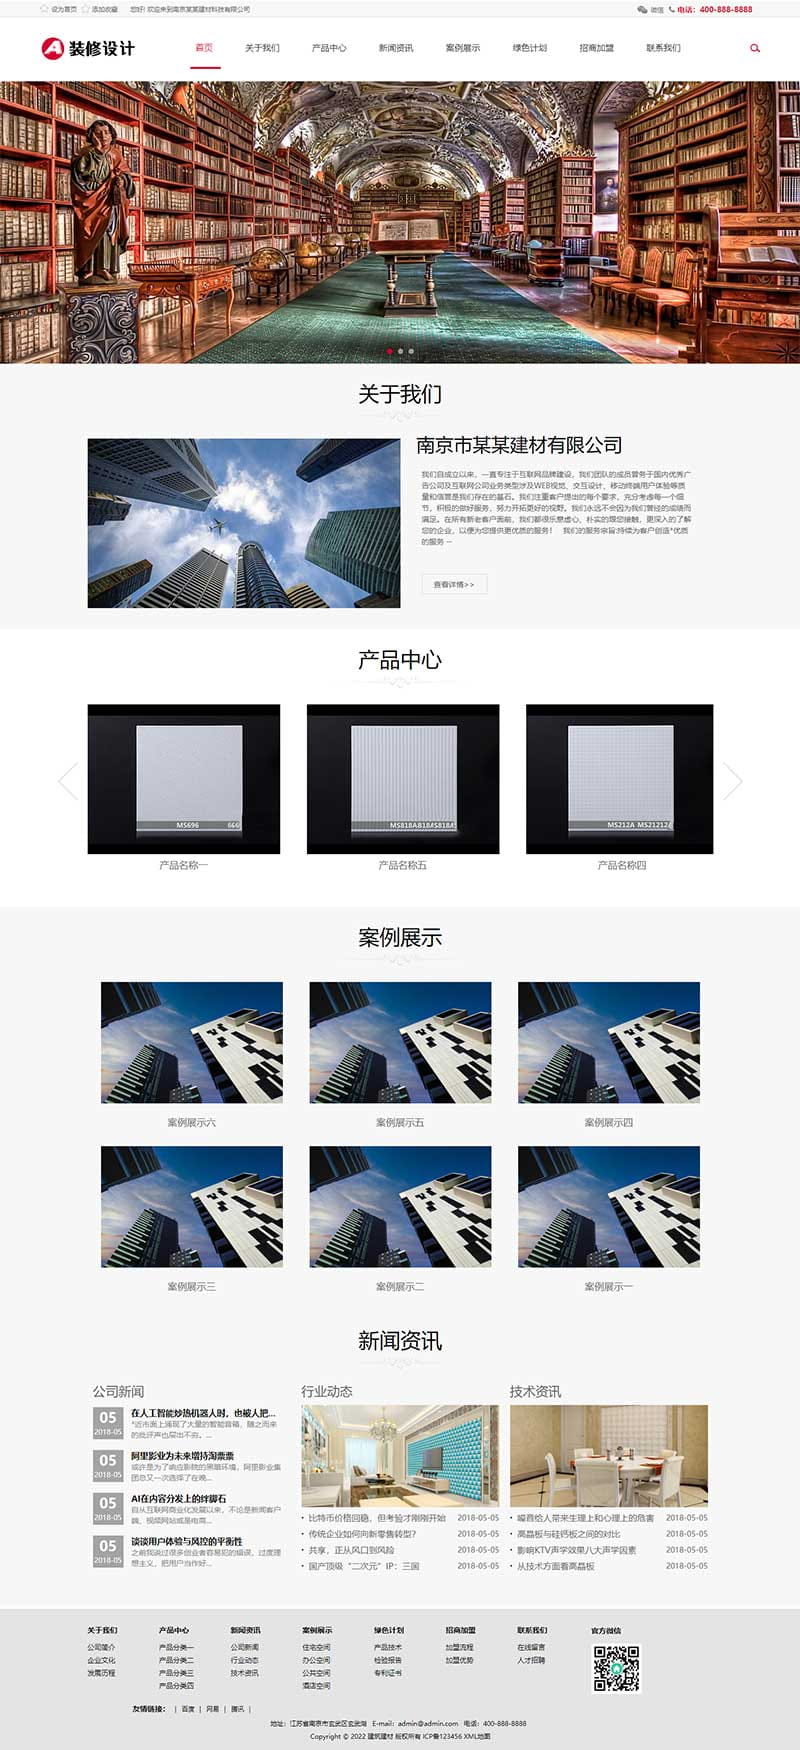 设为首页 添加收藏 您好! 欢迎来到南京某某建材科技有限公司
微信 电话：400-888-8888
装修设计
首页 关于我们 产品中心 新闻资讯 案例展示 绿色计划 招商加盟 联系我们
关于我们
南京市某某建材有限公司
我们自成立以来，一直专注于互联网品牌建设，我们团队的成员曾务于国内优秀广
告公司及互联网公司业务类型涉及WEB视觉、交互设计、移动终端用户体验等质
量和信誉是我们存在的基石。我们注重客户提出的每个要求，充分考虑每一个细
节，积极的做好服务，努力开拓更好的视野。我们永远不会因为我们曾经的成绩而
满足。在所有新老客户面前，我们都很乐意虚心、朴实的跟您接触，更深入的了解
您的企业，以便为您提供更优质的服务！ 我们的服务宗旨:持续为客户创造*优质
的服务 --
查看详情>>
产品中心
MS696 666
MS818AB18AS818AS
MS212A MS21212A
产品名称一 产品名称五 产品名称四
案例展示
案例展示六 案例展示五 案例展示四
案例展示三 案例展示二 案例展示一
新闻资讯
公司新闻
05
2018-05
在人工智能炒热机器人时，也被人把...
*近市面上涌现了大量的智能音箱，随之而来
的批评声也层出不穷。...
05
2018-05
阿里影业为未来增持淘票票
或许是为了响应影院的黑暗环境，阿里影业集
团总又一次选择了在晚...
05
2018-05
AI在内容分发上的绊脚石
自从互联网商业化发展以来，不论是新闻客户
端、视频网站或是电商...
05
2018-05
谈谈用户体验与风控的平衡性
之前我说过很多创业者容易犯的错误，过度理
想主义，把用户当作好...
行业动态
· 比特币价格回稳，但考验才刚刚开始 2018-05-05
· 传统企业如何向新零售转型？ 2018-05-05
· 共享，正从风口到风险 2018-05-05
· 国产顶级“二次元”IP：三国 2018-05-05
技术资讯
· 噪音给人带来生理上和心理上的危害 2018-05-05
· 高晶板与硅钙板之间的对比 2018-05-05
· 影响KTV声学效果八大声学因素 2018-05-05
· 从技术方面看高晶板 2018-05-05
关于我们 产品中心 新闻资讯 案例展示 绿色计划 招商加盟 联系我们 官方微信
公司简介 产品分类一 公司新闻 住宅空间 产品技术 加盟流程 在线留言
企业文化 产品分类二 行业动态 办公空间 检验报告 加盟优势 人才招聘
发展历程 产品分类三 技术资讯 公共空间 专利证书
产品分类四 酒店空间
友情链接： | 百度 | 网易 | 腾讯 |
地址：江苏省南京市玄武区玄武湖 E-mail：admin@admin.com 电话：400-888-8888
Copyright © 2022 建筑建材 版权所有 ICP备123456 XML地图